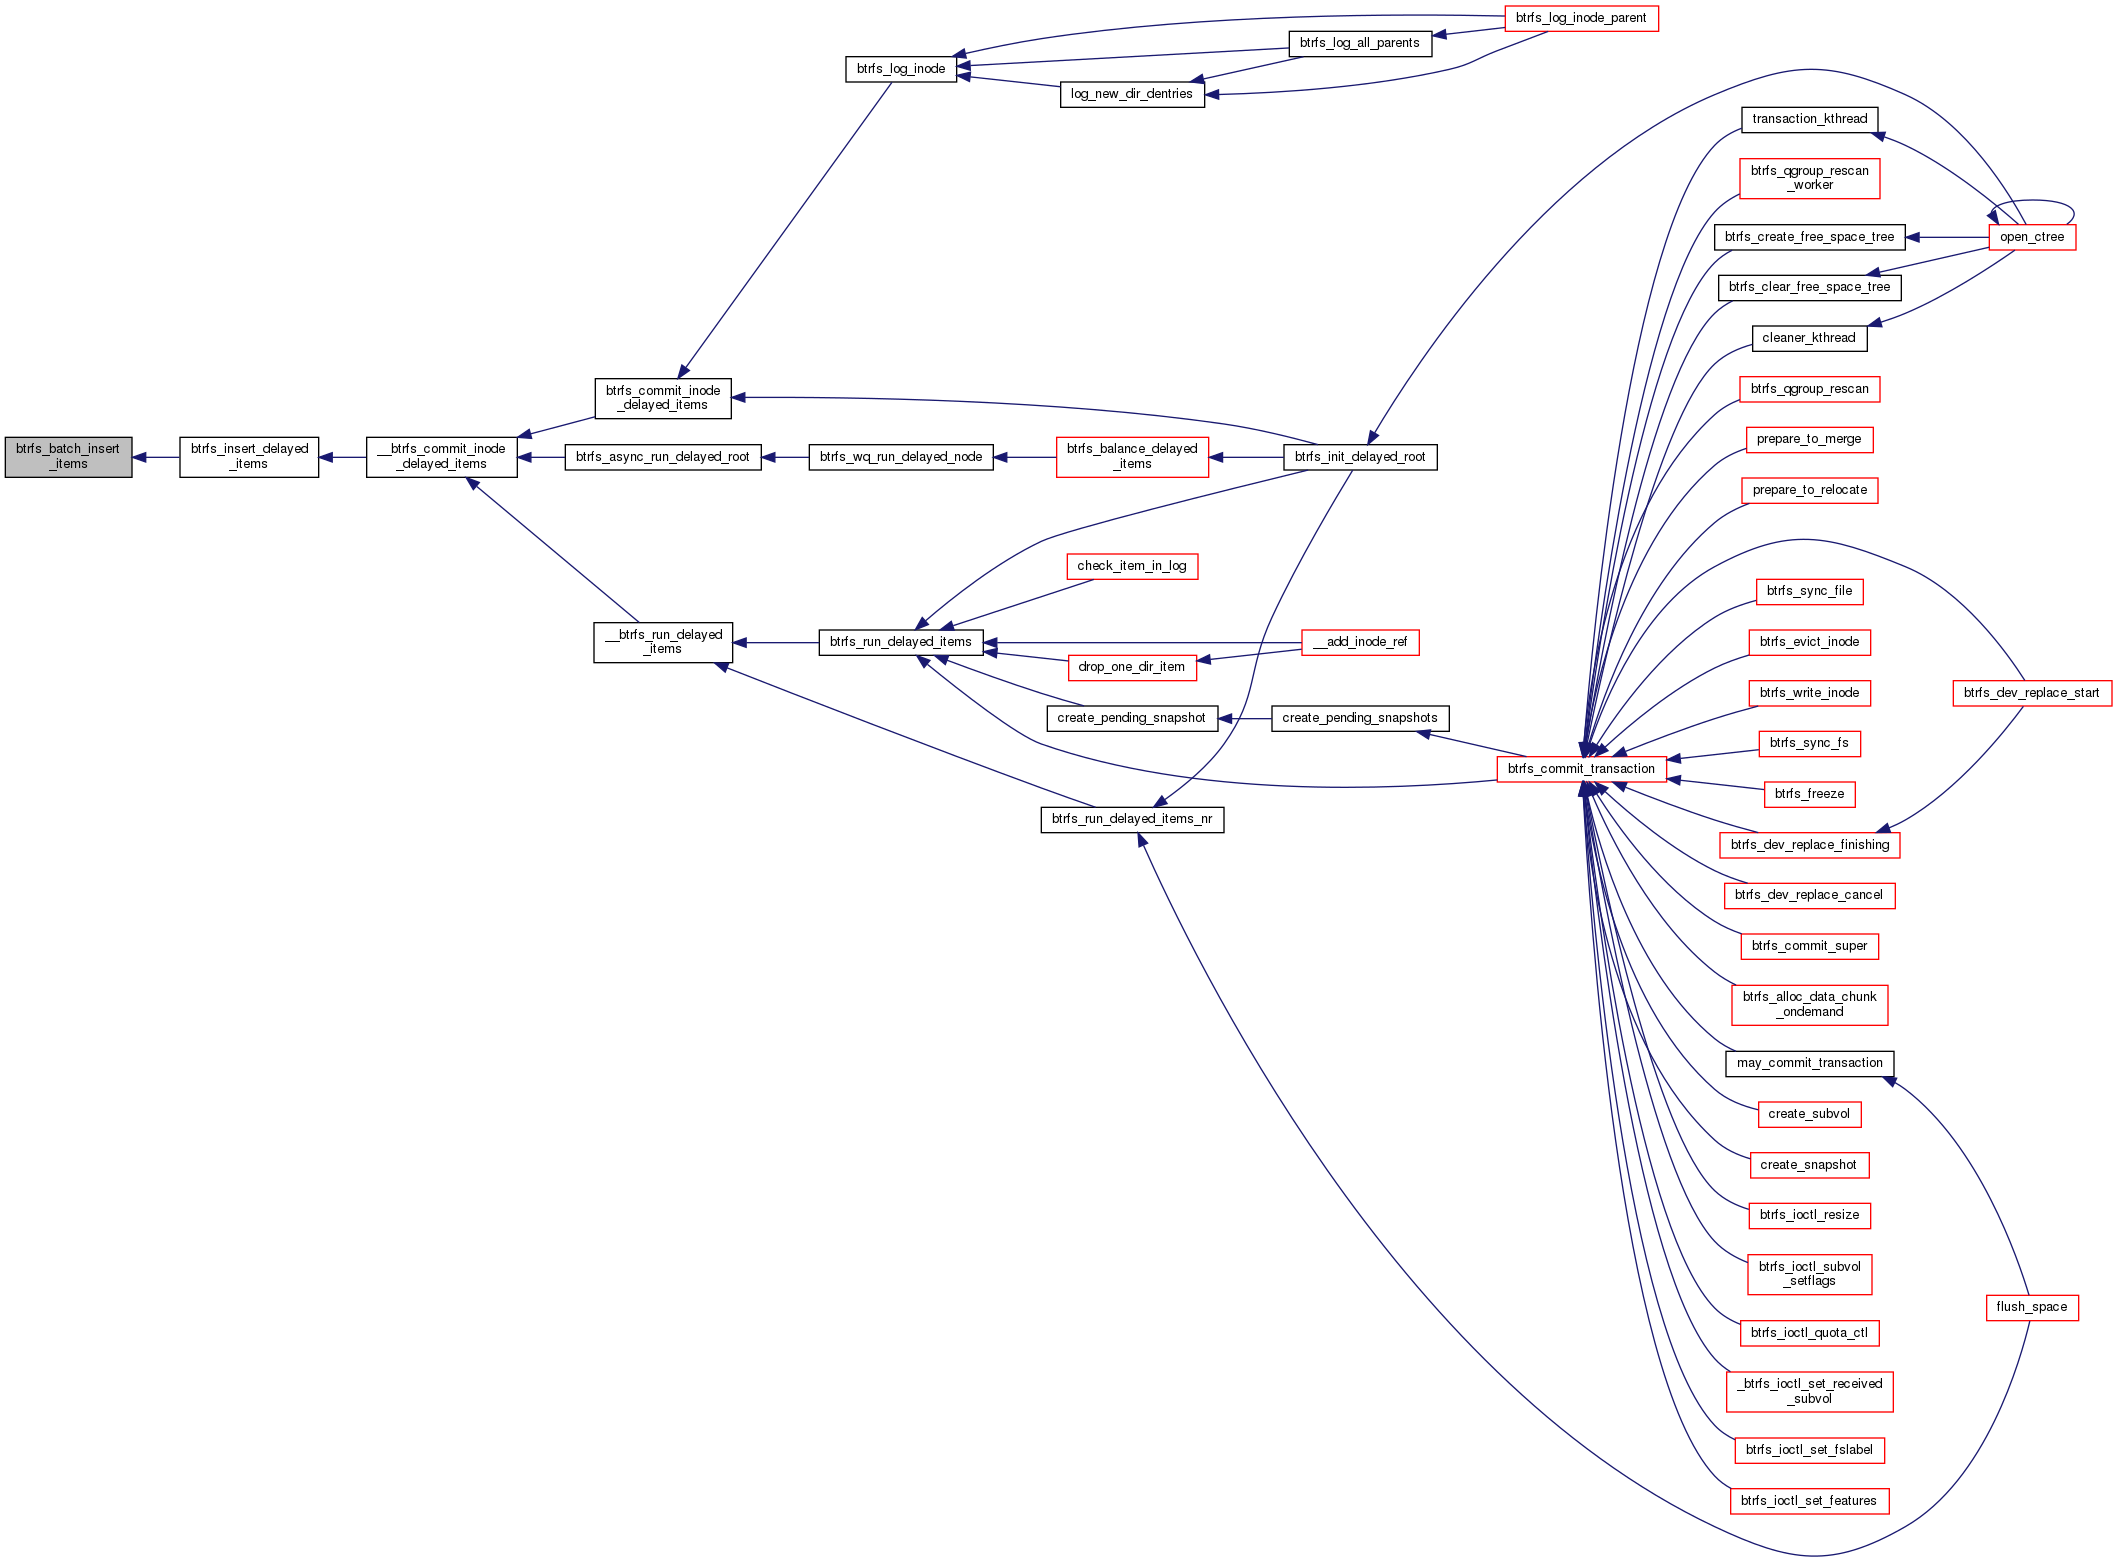 btrfs_batch_insert
_items
btrfs_insert_delayed
_items
__btrfs_commit_inode
_delayed_items
btrfs_commit_inode
_delayed_items
btrfs_async_run_delayed_root
__btrfs_run_delayed
_items
btrfs_log_inode
btrfs_wq_run_delayed_node
btrfs_run_delayed_items
log_new_dir_dentries
btrfs_balance_delayed
_items
check_item_in_log
drop_one_dir_item
create_pending_snapshot
btrfs_run_delayed_items_nr
btrfs_log_all_parents
btrfs_init_delayed_root
__add_inode_ref
create_pending_snapshots
btrfs_log_inode_parent
btrfs_commit_transaction
transaction_kthread
btrfs_qgroup_rescan
_worker
btrfs_create_free_space_tree
btrfs_clear_free_space_tree
cleaner_kthread
btrfs_qgroup_rescan
prepare_to_merge
prepare_to_relocate
btrfs_sync_file
btrfs_evict_inode
btrfs_write_inode
btrfs_sync_fs
btrfs_freeze
btrfs_dev_replace_finishing
btrfs_dev_replace_cancel
btrfs_commit_super
btrfs_alloc_data_chunk
_ondemand
may_commit_transaction
create_subvol
create_snapshot
btrfs_ioctl_resize
btrfs_ioctl_subvol
_setflags
btrfs_ioctl_quota_ctl
_btrfs_ioctl_set_received
_subvol
btrfs_ioctl_set_fslabel
btrfs_ioctl_set_features
open_ctree
btrfs_dev_replace_start
flush_space